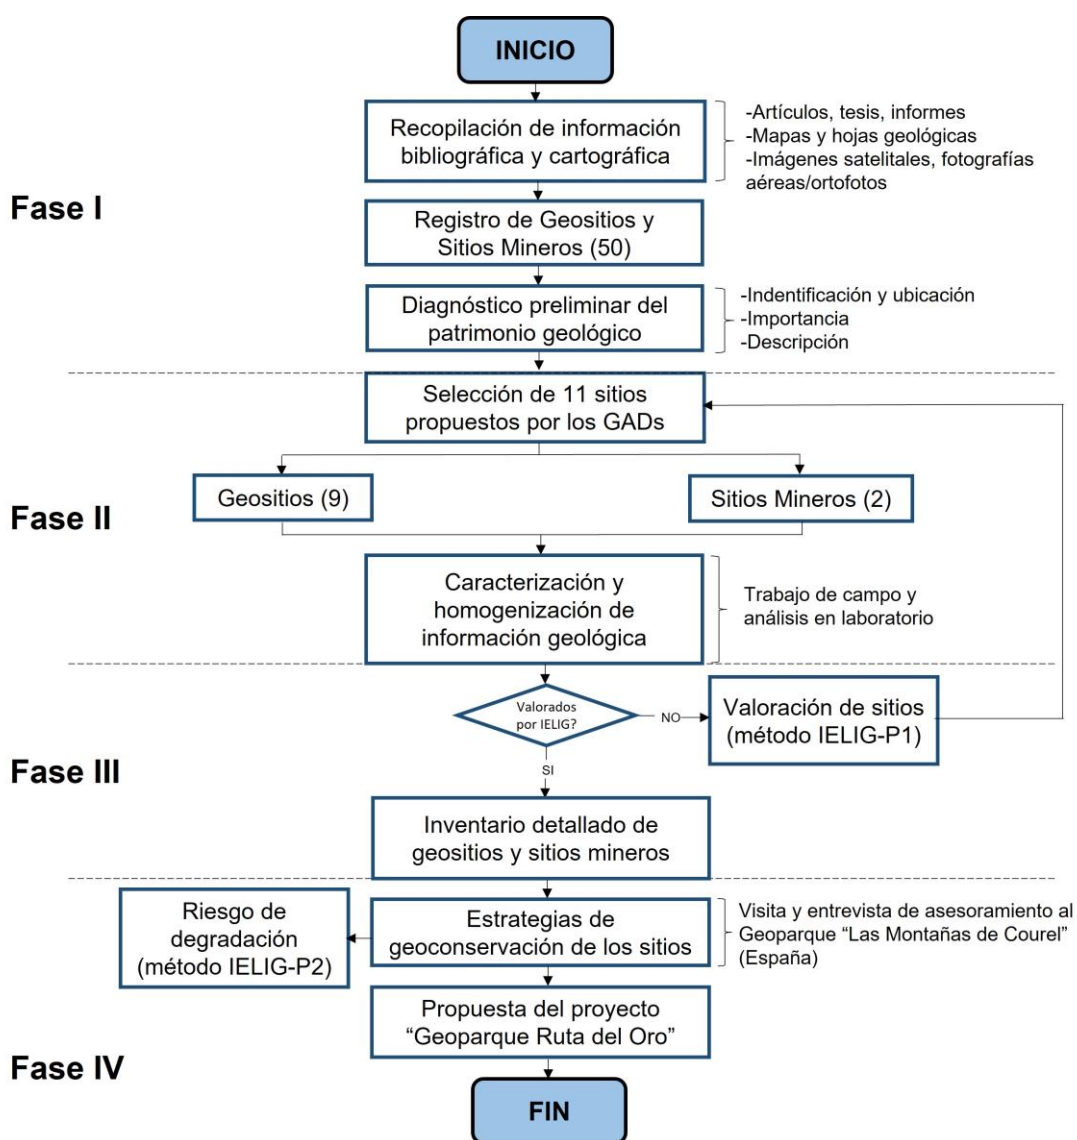 INICIO
Recopilación de información
bibliográfica y cartográfica
-Artículos, tesis, informes
-Mapas y hojas geológicas
-Imágenes satelitales, fotografías
aéreas/ortofotos
Fase I
Registro de Geositios y
Sitios Mineros (50)
Diagnóstico preliminar del
patrimonio geológico
-Indentificación y ubicación
-Importancia
-Descripción
Selección de 11 sitios
propuestos por los GADs
Fase II
Geositios (9)
Sitios Mineros (2)
Caracterización y
homogenización de
información geológica
Trabajo de campo y
análisis en laboratorio
Fase III
Valorados
por IELIG?
NO
Valoración de sitios
(método IELIG-P1)
SI
Inventario detallado de
geositios y sitios mineros
Riesgo de
degradación
(método IELIG-P2)
Estrategias de
geoconservación de los sitios
Visita y entrevista de asesoramiento al
Geoparque “Las Montañas de Courel”
(España)
Propuesta del proyecto
“Geoparque Ruta del Oro”
Fase IV
FIN